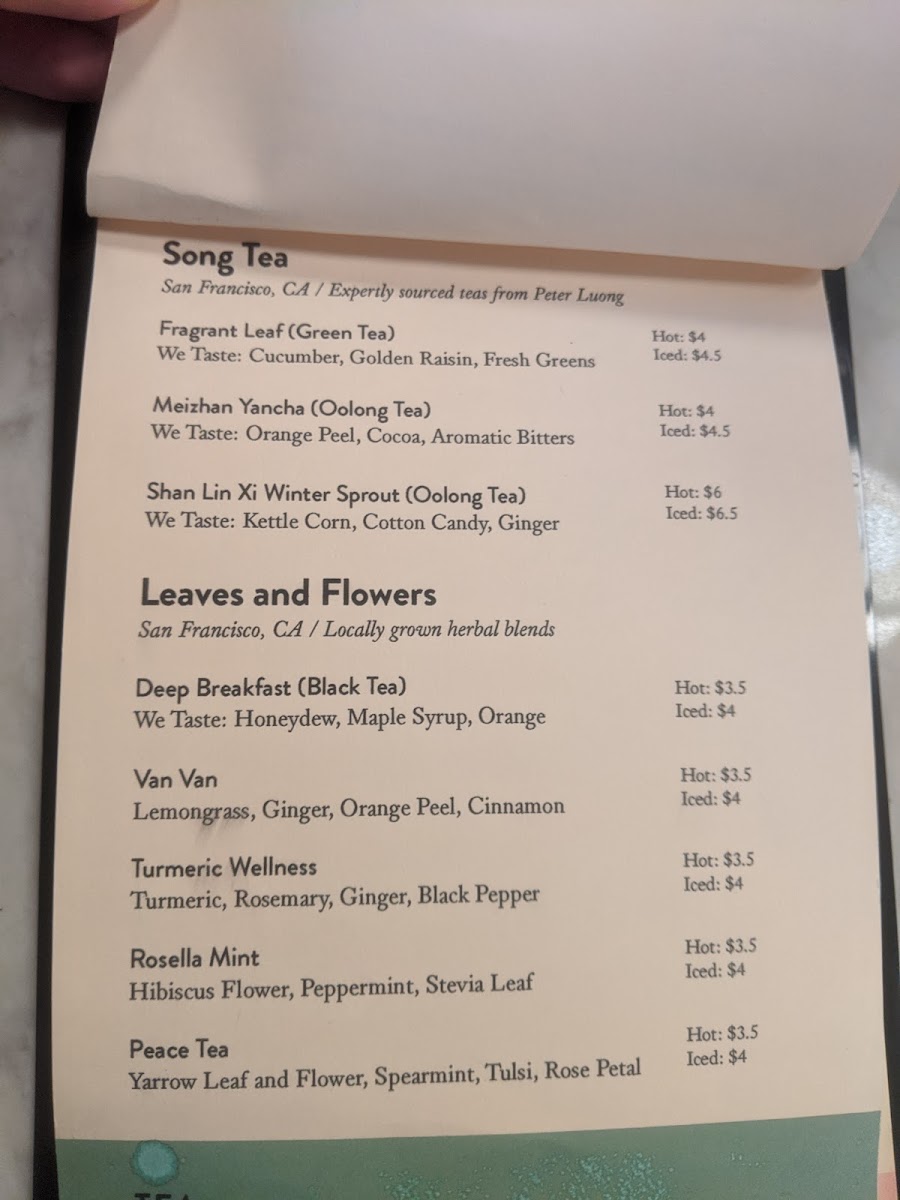 Song Tea
San Francisco, CA / Expertly sourced teas from Peter Luong
Fragrant Leaf (Green Tea)
Hot: $4
We Taste: Cucumber, Golden Raisin, Fresh Greens
Iced: $4.5
Meizhan Yancha (Oolong Tea)
Hot: $4
We Taste: Orange Peel, Cocoa, Aromatic Bitters
Iced: $4.5
Shan Lin Xi Winter Sprout (Oolong Tea)
Hot: $6
We Taste: Kettle Corn, Cotton Candy, Ginger
Iced: $6.5
Leaves and Flowers
San Francisco, CA / Locally grown herbal blends
Deep Breakfast (Black Tea)
Hot: $3.5
We Taste: Honeydew, Maple Syrup, Orange
Iced: $4
Van Van
Hot: $3.5
Lemongrass, Ginger, Orange Peel, Cinnamon
Iced: $4
Turmeric Wellness
Hot: $3.5
Turmeric, Rosemary, Ginger, Black Pepper
Iced: $4
Rosella Mint
Hot: $3.5
Hibiscus Flower, Peppermint, Stevia Leaf
Iced: $4
Peace Tea
Hot: $3.5
Yarrow Leaf and Flower, Spearmint, Tulsi, Rose Petal
Iced: $4
TEA